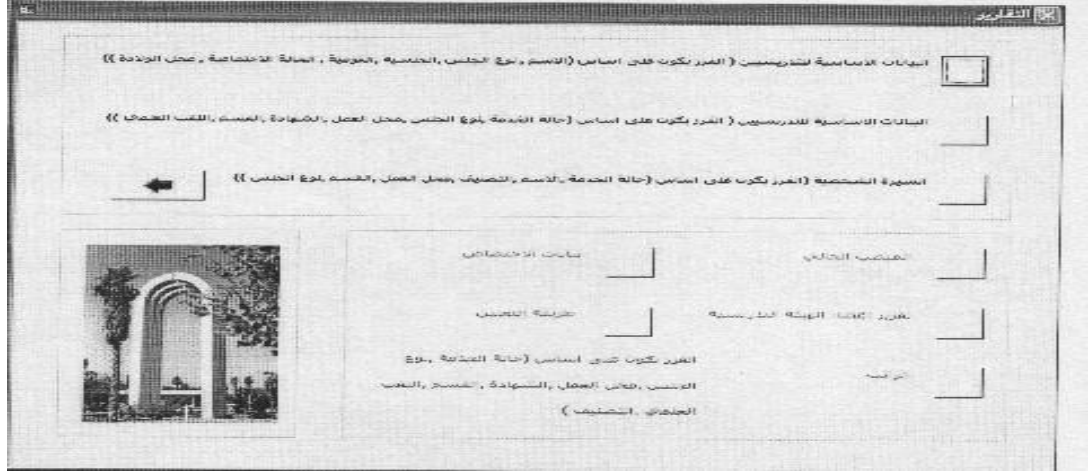 التقارير
البيانات الاساسية للتدريسيين ( الفرز يكون على اساس (الاسم ,نوع الجنس ,الجنسية ,القومية , الحالة الاجتماعية , محل الولادة ))
البيانات الاساسية للتدريسيين ( الفرز يكون على اساس (حالة الخدمة ,نوع الجنس ,محل العمل ,الشهادة ,القسم ,اللقب العلمي ))
السيرة الشخصية (الفرز يكون على اساس (حالة الخدمة ,الاسم ,التصنيف ,محل العمل ,القسم ,نوع الجنس ))
المنصب الحالي
بيانات الاختصاص
تقرير اعضاء الهيئة التدريسية
طريقة التعيين
الفرز يكون على اساس (حالة الخدمة ,نوع
الجنس ,محل العمل ,الشهادة ,القسم ,اللقب
العلمي ,التصنيف )